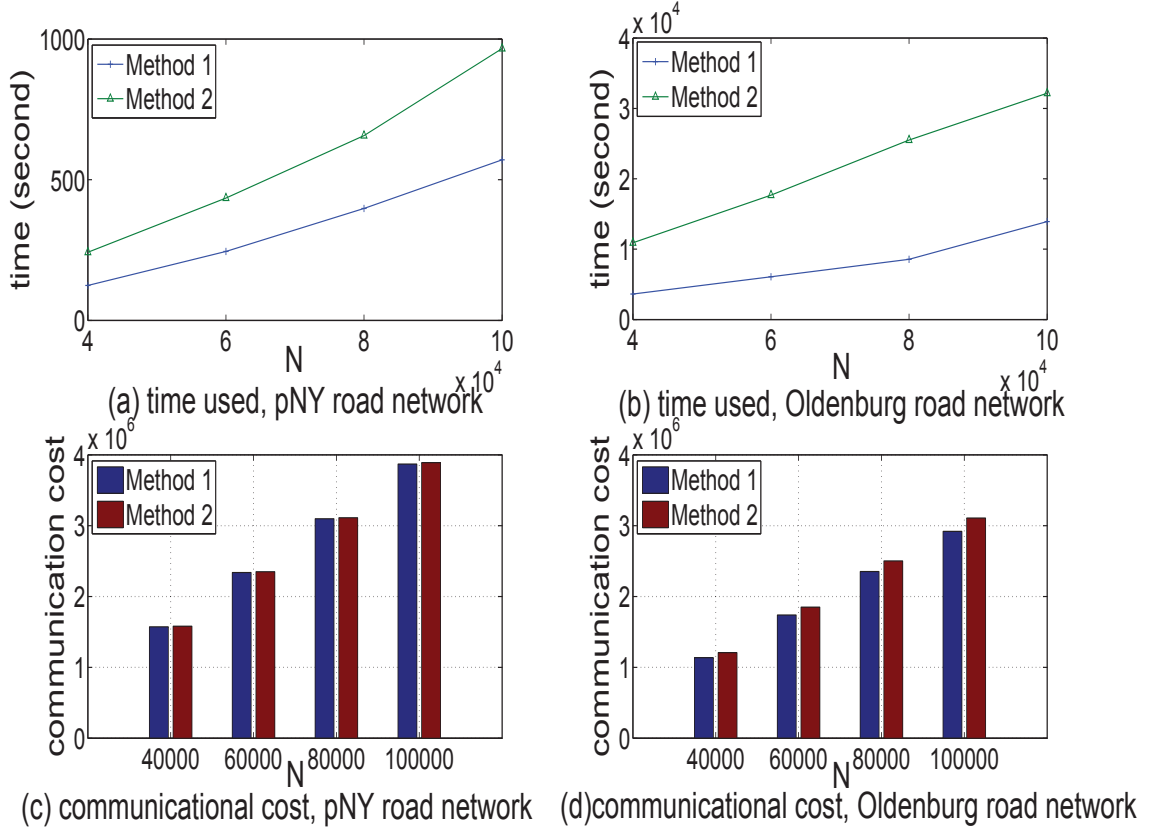 1000
500
0
time (second)
Method 1
Method 2
4 6 8 10
N
x 10^4
(a) time used, pNY road network
x 10^4
4
3
2
1
0
time (second)
Method 1
Method 2
4 6 8 10
N
x 10^4
(b) time used, Oldenburg road network
x 10^6
4
3
2
1
0
communication cost
Method 1
Method 2
40000 60000 80000 100000
N
(c) communicational cost, pNY road network
x 10^6
4
3
2
1
0
communication cost
Method 1
Method 2
40000 60000 80000 100000
N
(d)communicational cost, Oldenburg road network